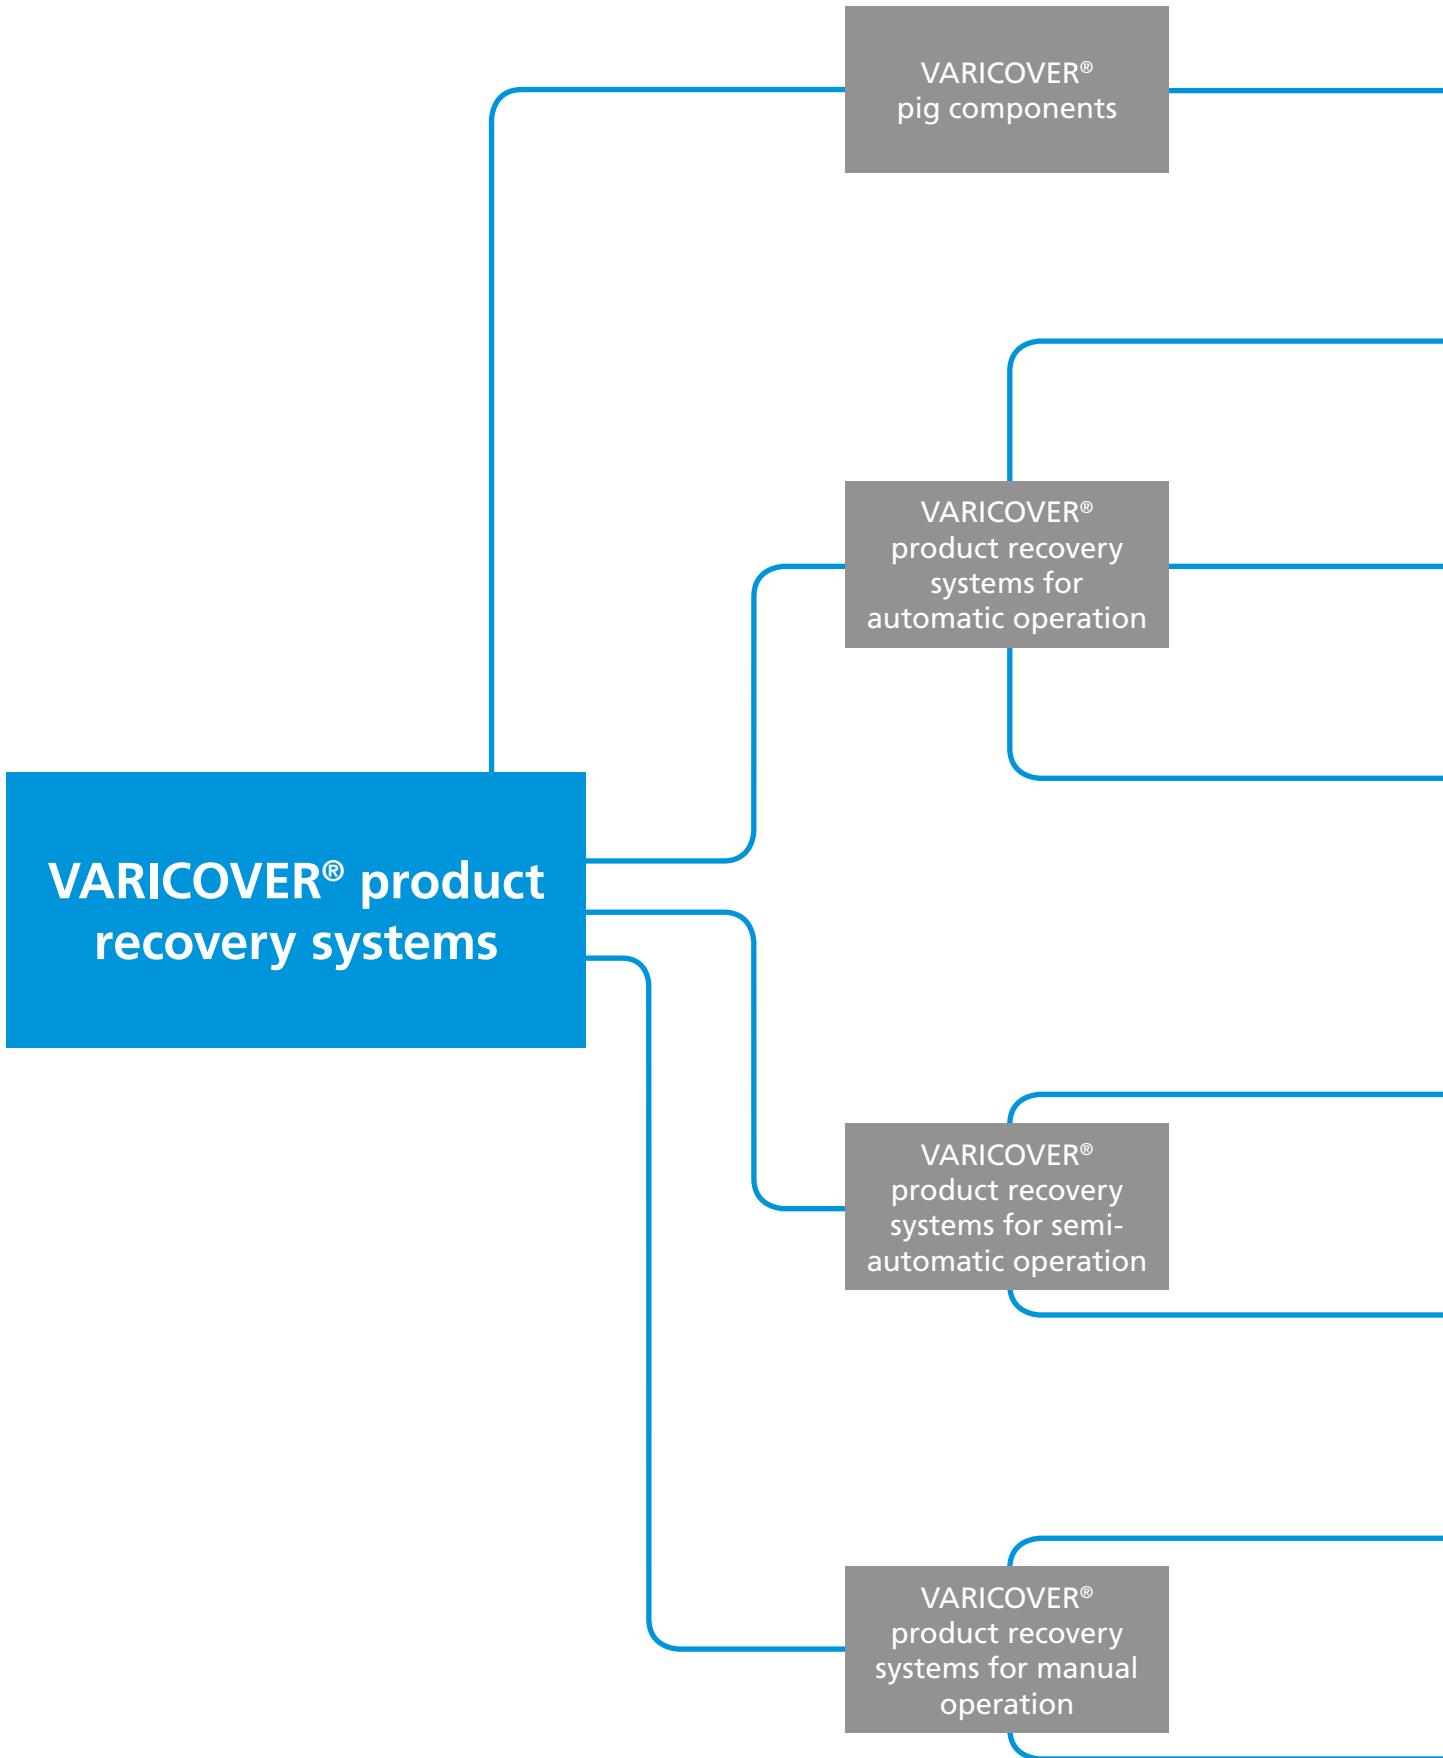 VARICOVER®
pig components
VARICOVER®
product recovery
systems for
automatic operation
VARICOVER® product
recovery systems
VARICOVER®
product recovery
systems for semi-
automatic operation
VARICOVER®
product recovery
systems for manual
operation